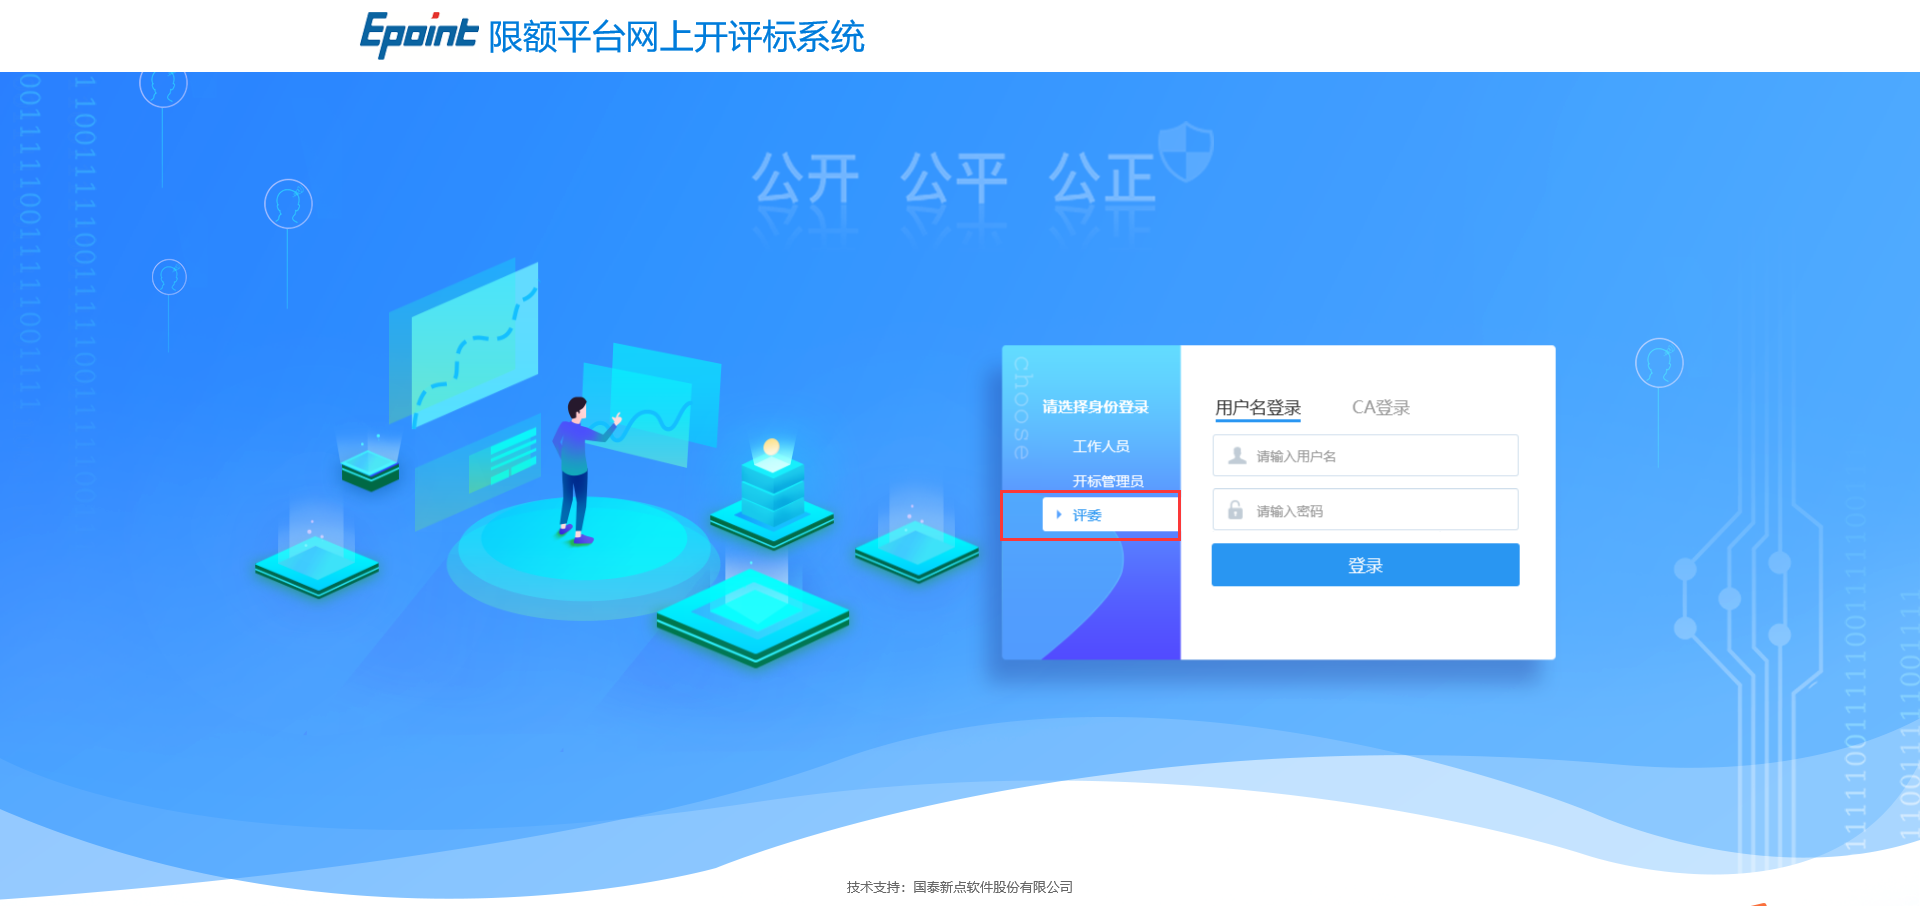 Epoint 限额平台网上开评标系统
公开 公平 公正
choose
请选择身份登录
工作人员
开标管理员
评委
用户名登录 CA登录
请输入用户名
请输入密码
登录
技术支持：国泰新点软件股份有限公司